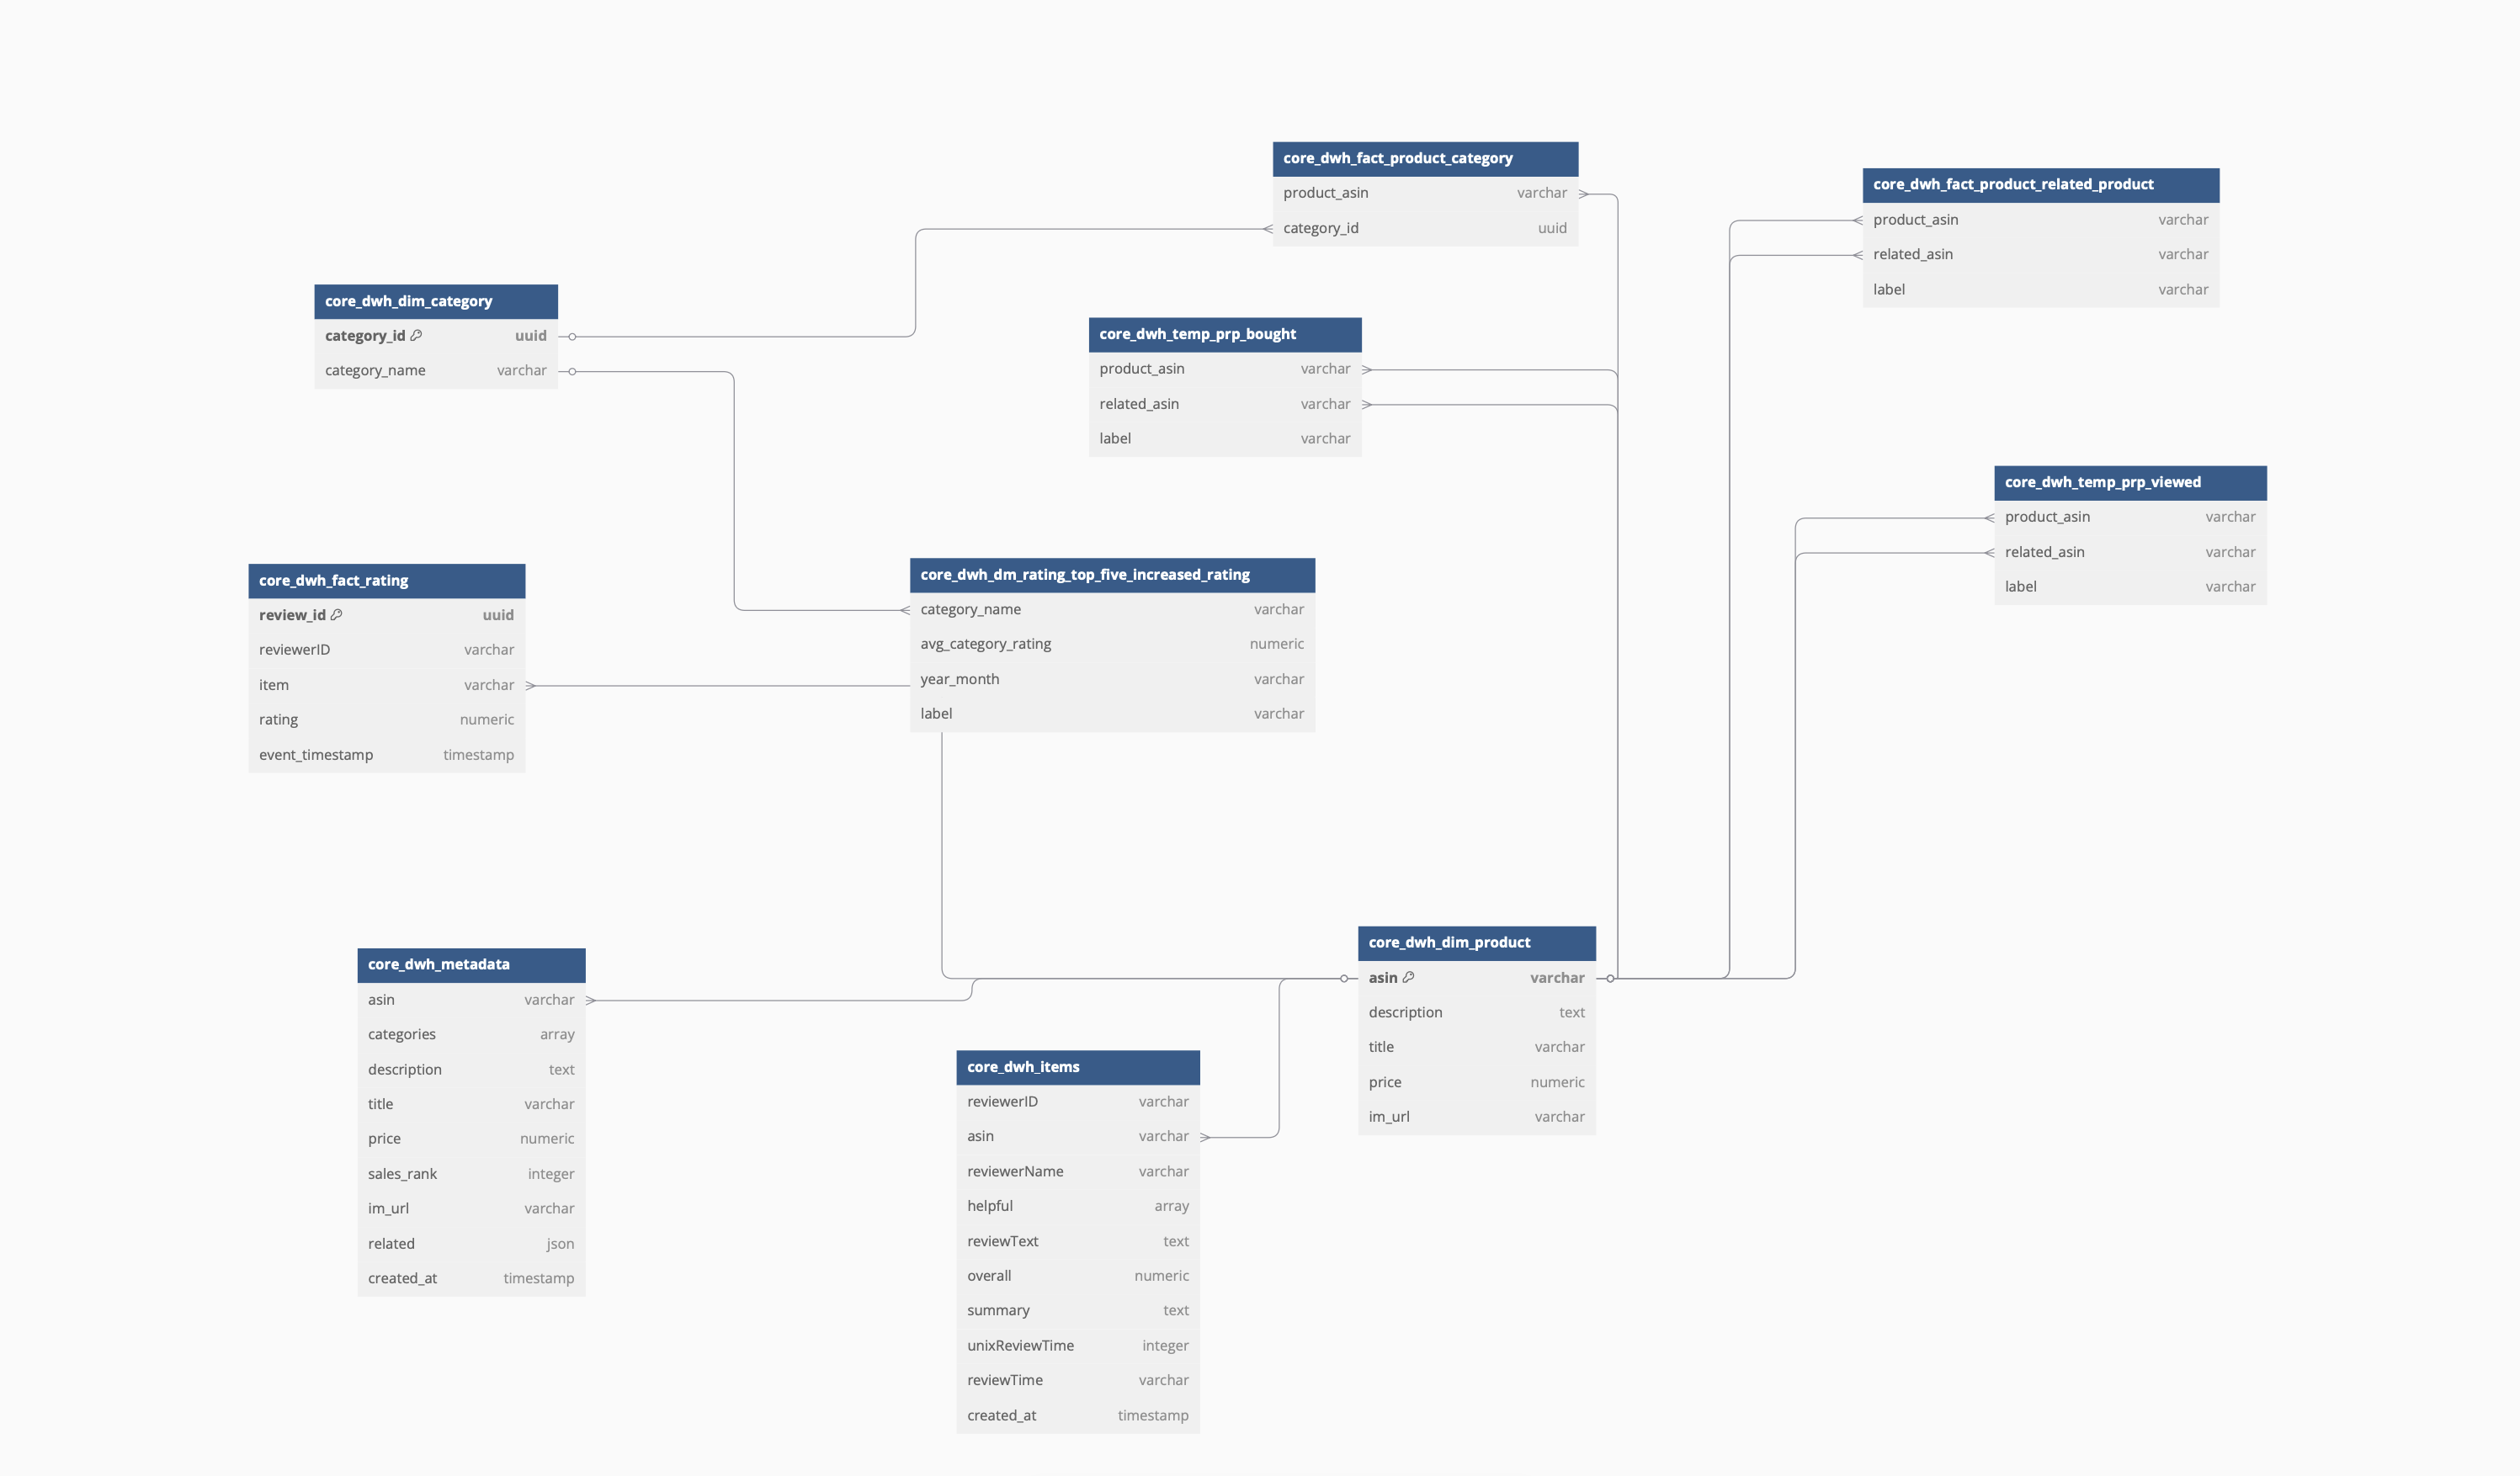 core_dwh_fact_product_category
product_asin varchar
category_id uuid
core_dwh_fact_product_related_product
product_asin varchar
related_asin varchar
label varchar
core_dwh_dim_category
category_id uuid
category_name varchar
core_dwh_temp_prp_bought
product_asin varchar
related_asin varchar
label varchar
core_dwh_temp_prp_viewed
product_asin varchar
related_asin varchar
label varchar
core_dwh_fact_rating
review_id uuid
reviewerID varchar
item varchar
rating numeric
event_timestamp timestamp
core_dwh_dm_rating_top_five_increased_rating
category_name varchar
avg_category_rating numeric
year_month varchar
label varchar
core_dwh_metadata
asin varchar
categories array
description text
title varchar
price numeric
sales_rank integer
im_url varchar
related json
created_at timestamp
core_dwh_items
reviewerID varchar
asin varchar
reviewerName varchar
helpful array
reviewText text
overall numeric
summary text
unixReviewTime integer
reviewTime varchar
created_at timestamp
core_dwh_dim_product
asin varchar
description text
title varchar
price numeric
im_url varchar